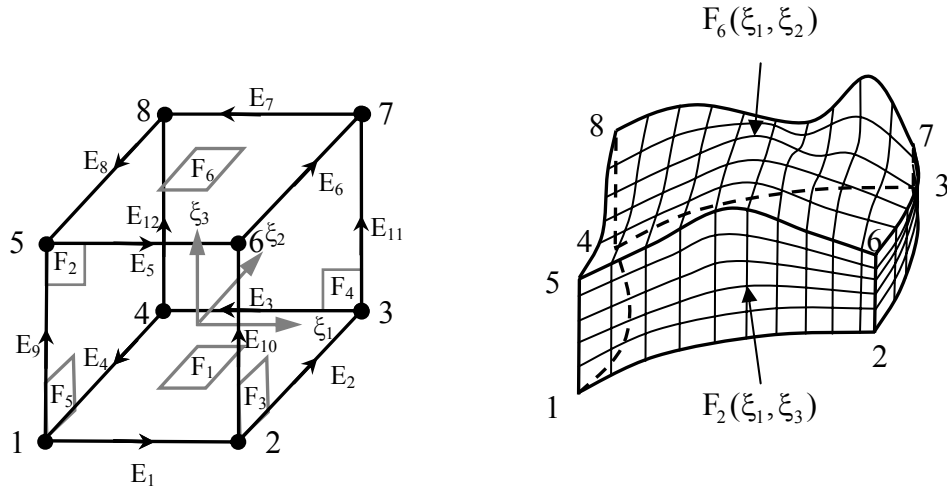 F₆(ξ₁, ξ₂)
8
E₇
7
E₈
F₆
E₆
E₁₂
ξ₃
5
F₂
E₅
6
ξ₂
E₁₁
4
E₃
F₄
3
ξ₁
E₉
E₄
F₁
E₁₀
E₂
F₅
F₃
1
2
E₁
8
7
3
4
6
5
2
1
F₂(ξ₁, ξ₃)